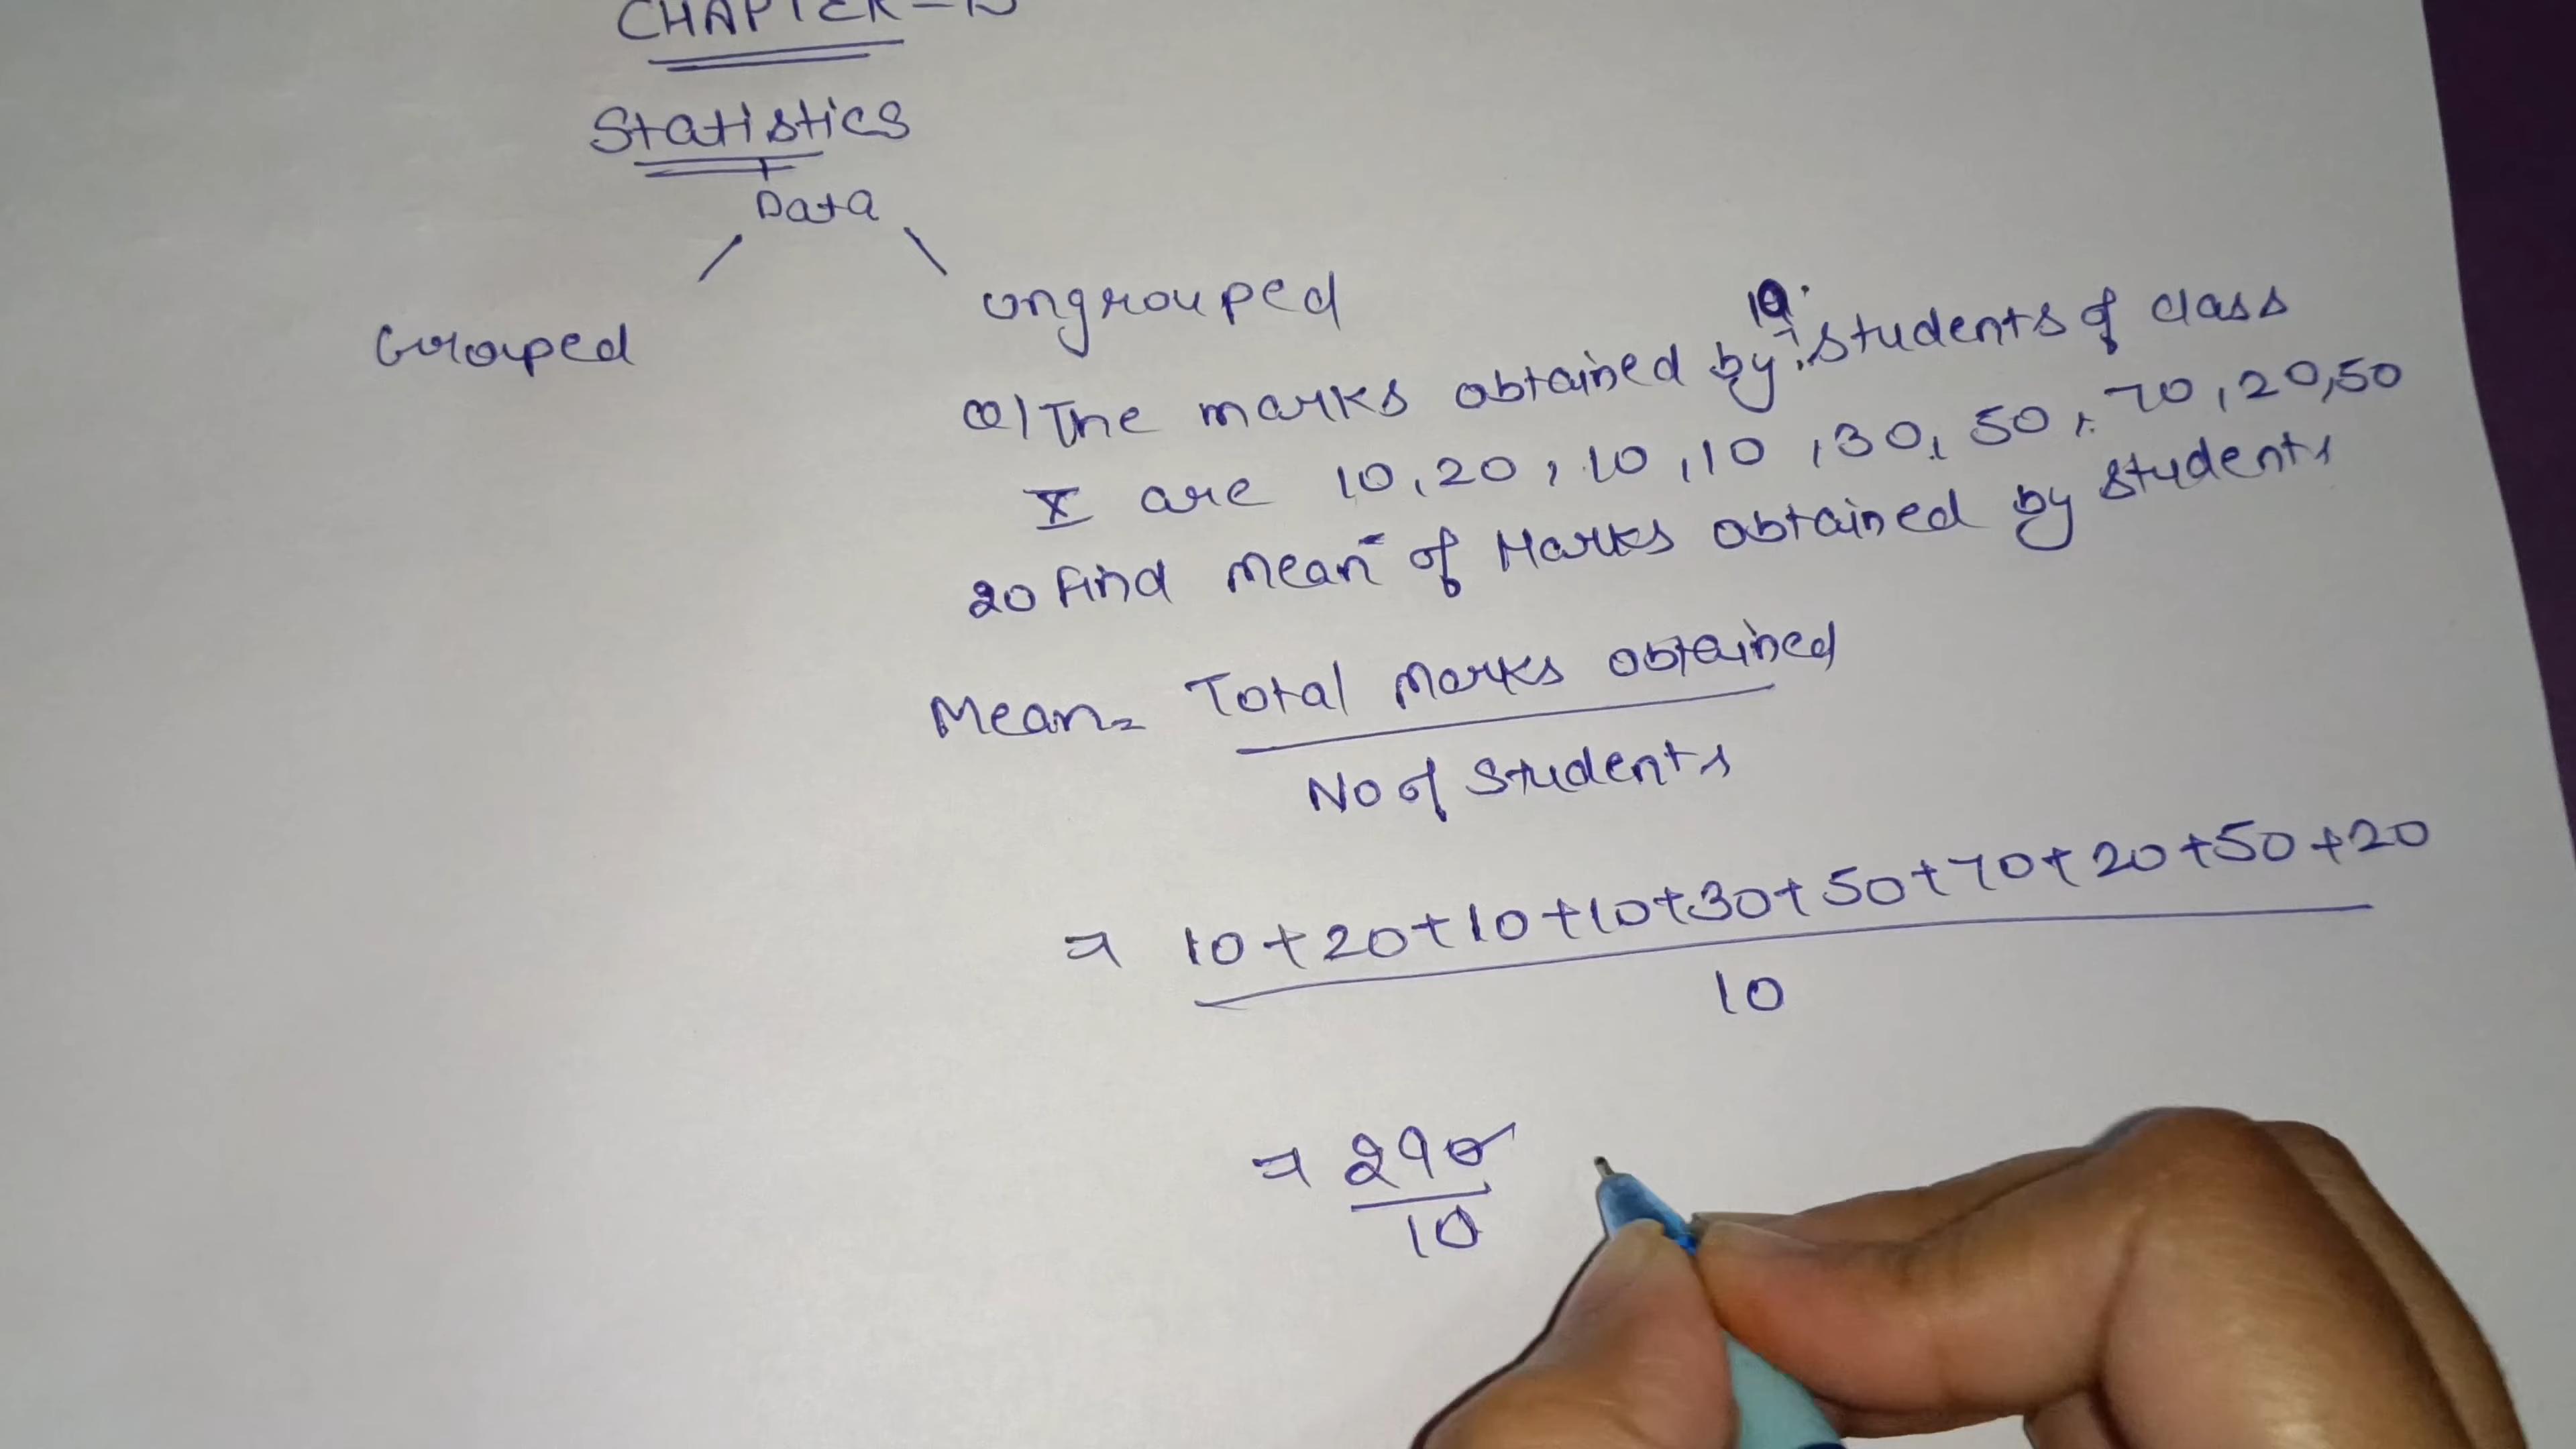 CHAPTER-
Statistics
Data
Grouped
ungrouped
Q) The marks obtained by 10 students of class
X are 10, 20, 10, 10, 30, 50, 70, 20, 50
20 Find Mean of Marks obtained by students
Mean = Total Marks obtained
No of Students
= 10+20+10+10+30+50+70+20+50+20
10
= 290
10